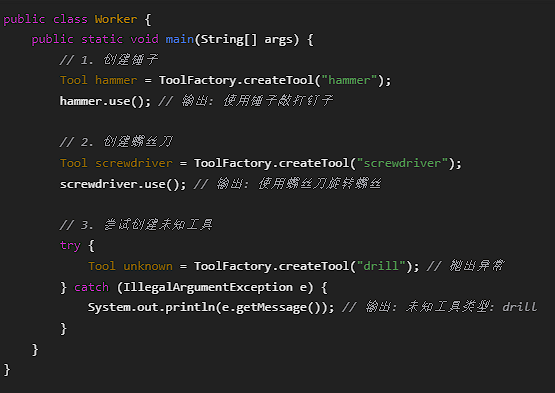 public class Worker {
    public static void main(String[] args) {
        // 1. 创建锤子
        Tool hammer = ToolFactory.createTool("hammer");
        hammer.use(); // 输出: 使用锤子敲打钉子

        // 2. 创建螺丝刀
        Tool screwdriver = ToolFactory.createTool("screwdriver");
        screwdriver.use(); // 输出: 使用螺丝刀旋转螺丝

        // 3. 尝试创建未知工具
        try {
            Tool unknown = ToolFactory.createTool("drill"); // 抛出异常
        } catch (IllegalArgumentException e) {
            System.out.println(e.getMessage()); // 输出: 未知工具类型: drill
        }
    }
}